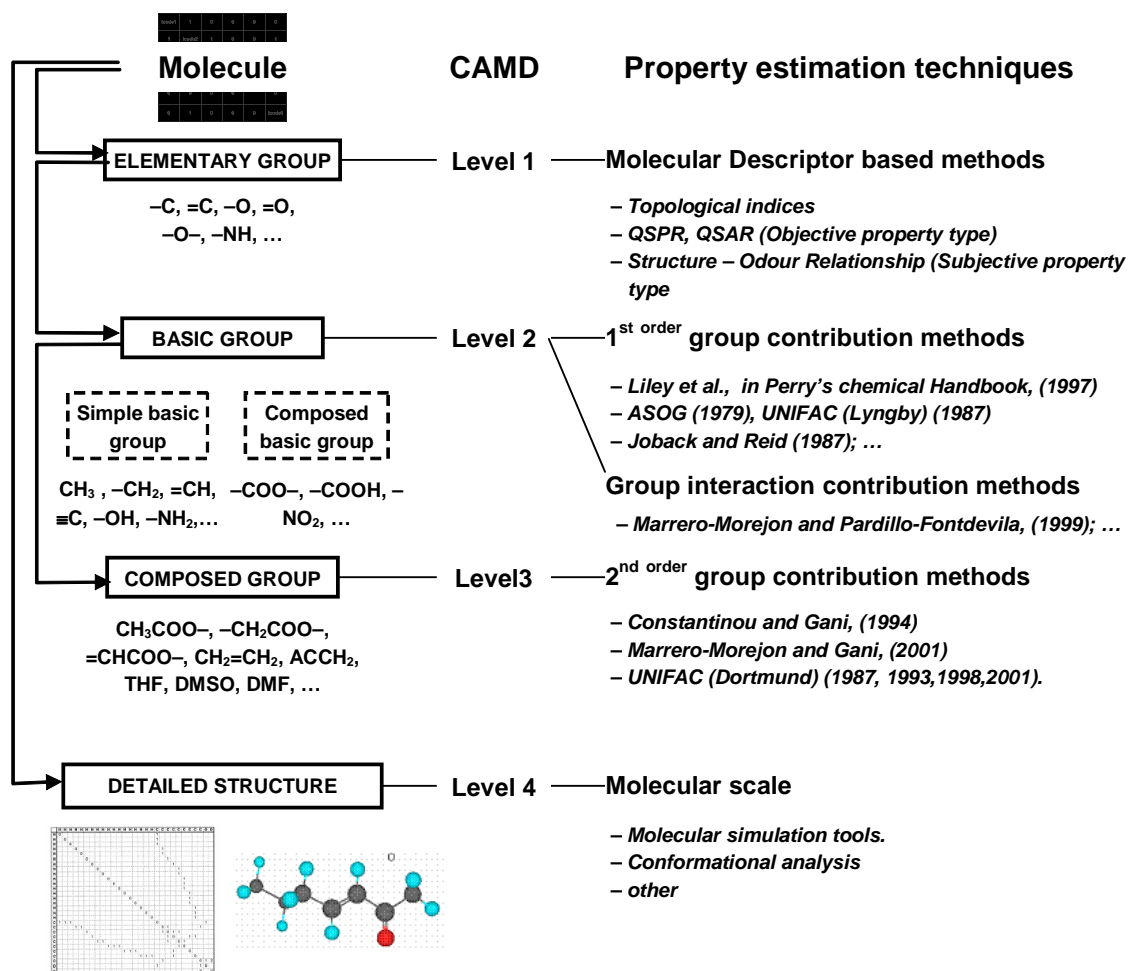 Molecule CAMD Property estimation techniques
ELEMENTARY GROUP Level 1 Molecular Descriptor based methods
–C, =C, –O, =O,
–O–, –NH, …
– Topological indices
– QSPR, QSAR (Objective property type)
– Structure – Odour Relationship (Subjective property
type
BASIC GROUP Level 2 1st order group contribution methods
Simple basic
group
Composed
basic group
CH3 , –CH2, =CH,
≡C, –OH, –NH2,…
–COO–, –COOH, –
NO2, …
– Liley et al., in Perry’s chemical Handbook, (1997)
– ASOG (1979), UNIFAC (Lyngby) (1987)
– Joback and Reid (1987); …
Group interaction contribution methods
– Marrero-Morejon and Pardillo-Fontdevila, (1999); …
COMPOSED GROUP Level3 2nd order group contribution methods
CH3COO–, –CH2COO–,
=CHCOO–, CH2=CH2, ACCH2,
THF, DMSO, DMF, …
– Constantinou and Gani, (1994)
– Marrero-Morejon and Gani, (2001)
– UNIFAC (Dortmund) (1987, 1993,1998,2001).
DETAILED STRUCTURE Level 4 Molecular scale
– Molecular simulation tools.
– Conformational analysis
– other